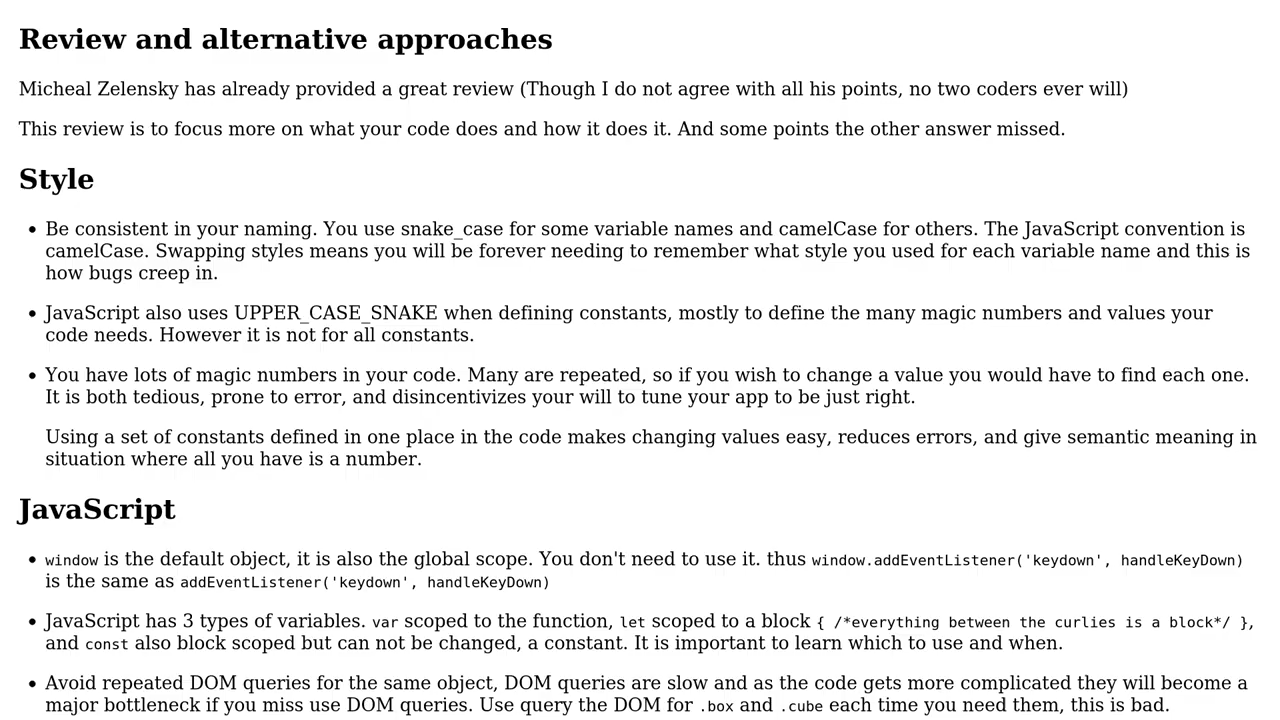 Review and alternative approaches
Micheal Zelensky has already provided a great review (Though I do not agree with all his points, no two coders ever will)
This review is to focus more on what your code does and how it does it. And some points the other answer missed.
Style
• Be consistent in your naming. You use snake_case for some variable names and camelCase for others. The JavaScript convention is
camelCase. Swapping styles means you will be forever needing to remember what style you used for each variable name and this is
how bugs creep in.
• JavaScript also uses UPPER_CASE_SNAKE when defining constants, mostly to define the many magic numbers and values your
code needs. However it is not for all constants.
• You have lots of magic numbers in your code. Many are repeated, so if you wish to change a value you would have to find each one.
It is both tedious, prone to error, and disincentivizes your will to tune your app to be just right.
Using a set of constants defined in one place in the code makes changing values easy, reduces errors, and give semantic meaning in
situation where all you have is a number.
JavaScript
• window is the default object, it is also the global scope. You don't need to use it. thus window.addEventListener('keydown', handleKeyDown)
is the same as addEventListener('keydown', handleKeyDown)
• JavaScript has 3 types of variables. var scoped to the function, let scoped to a block { /*everything between the curlies is a block*/ },
and const also block scoped but can not be changed, a constant. It is important to learn which to use and when.
• Avoid repeated DOM queries for the same object, DOM queries are slow and as the code gets more complicated they will become a
major bottleneck if you miss use DOM queries. Use query the DOM for .box and .cube each time you need them, this is bad.